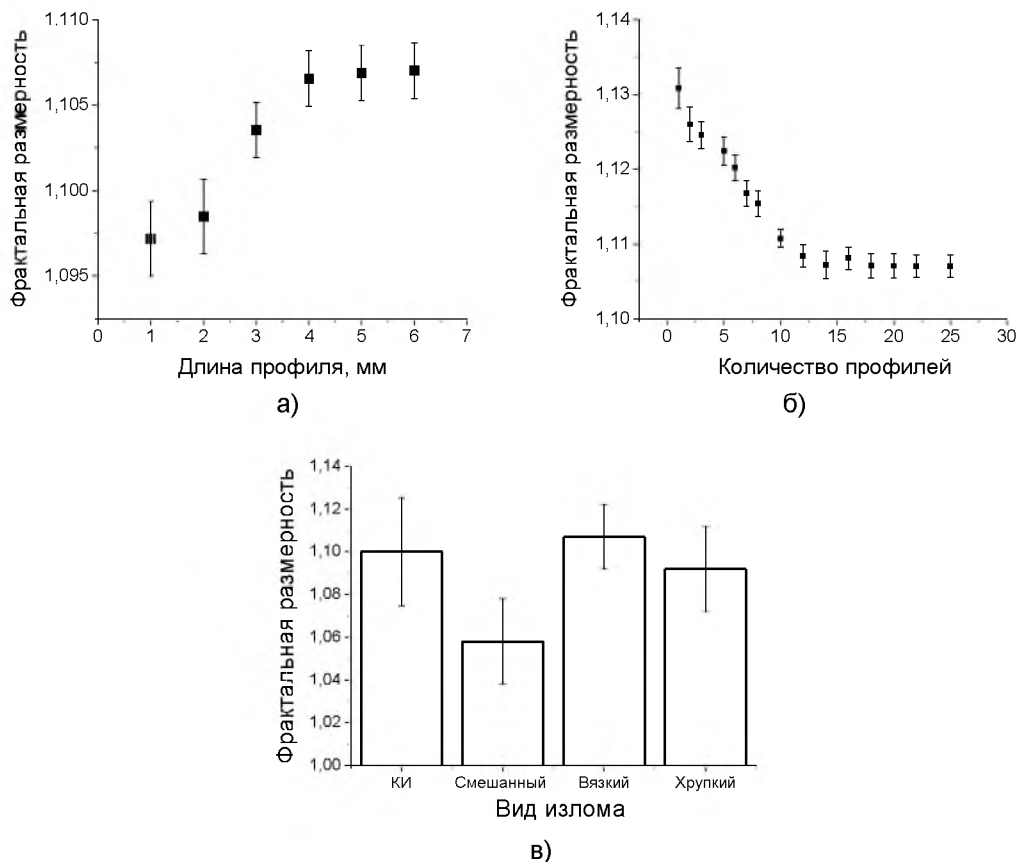 Фрактальная размерность
1,110
1,105
1,100
1,095
0 1 2 3 4 5 6 7
Длина профиля, мм
а)
Фрактальная размерность
1,14
1,13
1,12
1,11
1,10
0 5 10 15 20 25 30
Количество профилей
б)
Фрактальная размерность
1,14
1,12
1,10
1,08
1,06
1,04
1,02
1,00
КИ Смешанный Вязкий Хрупкий
Вид излома
в)